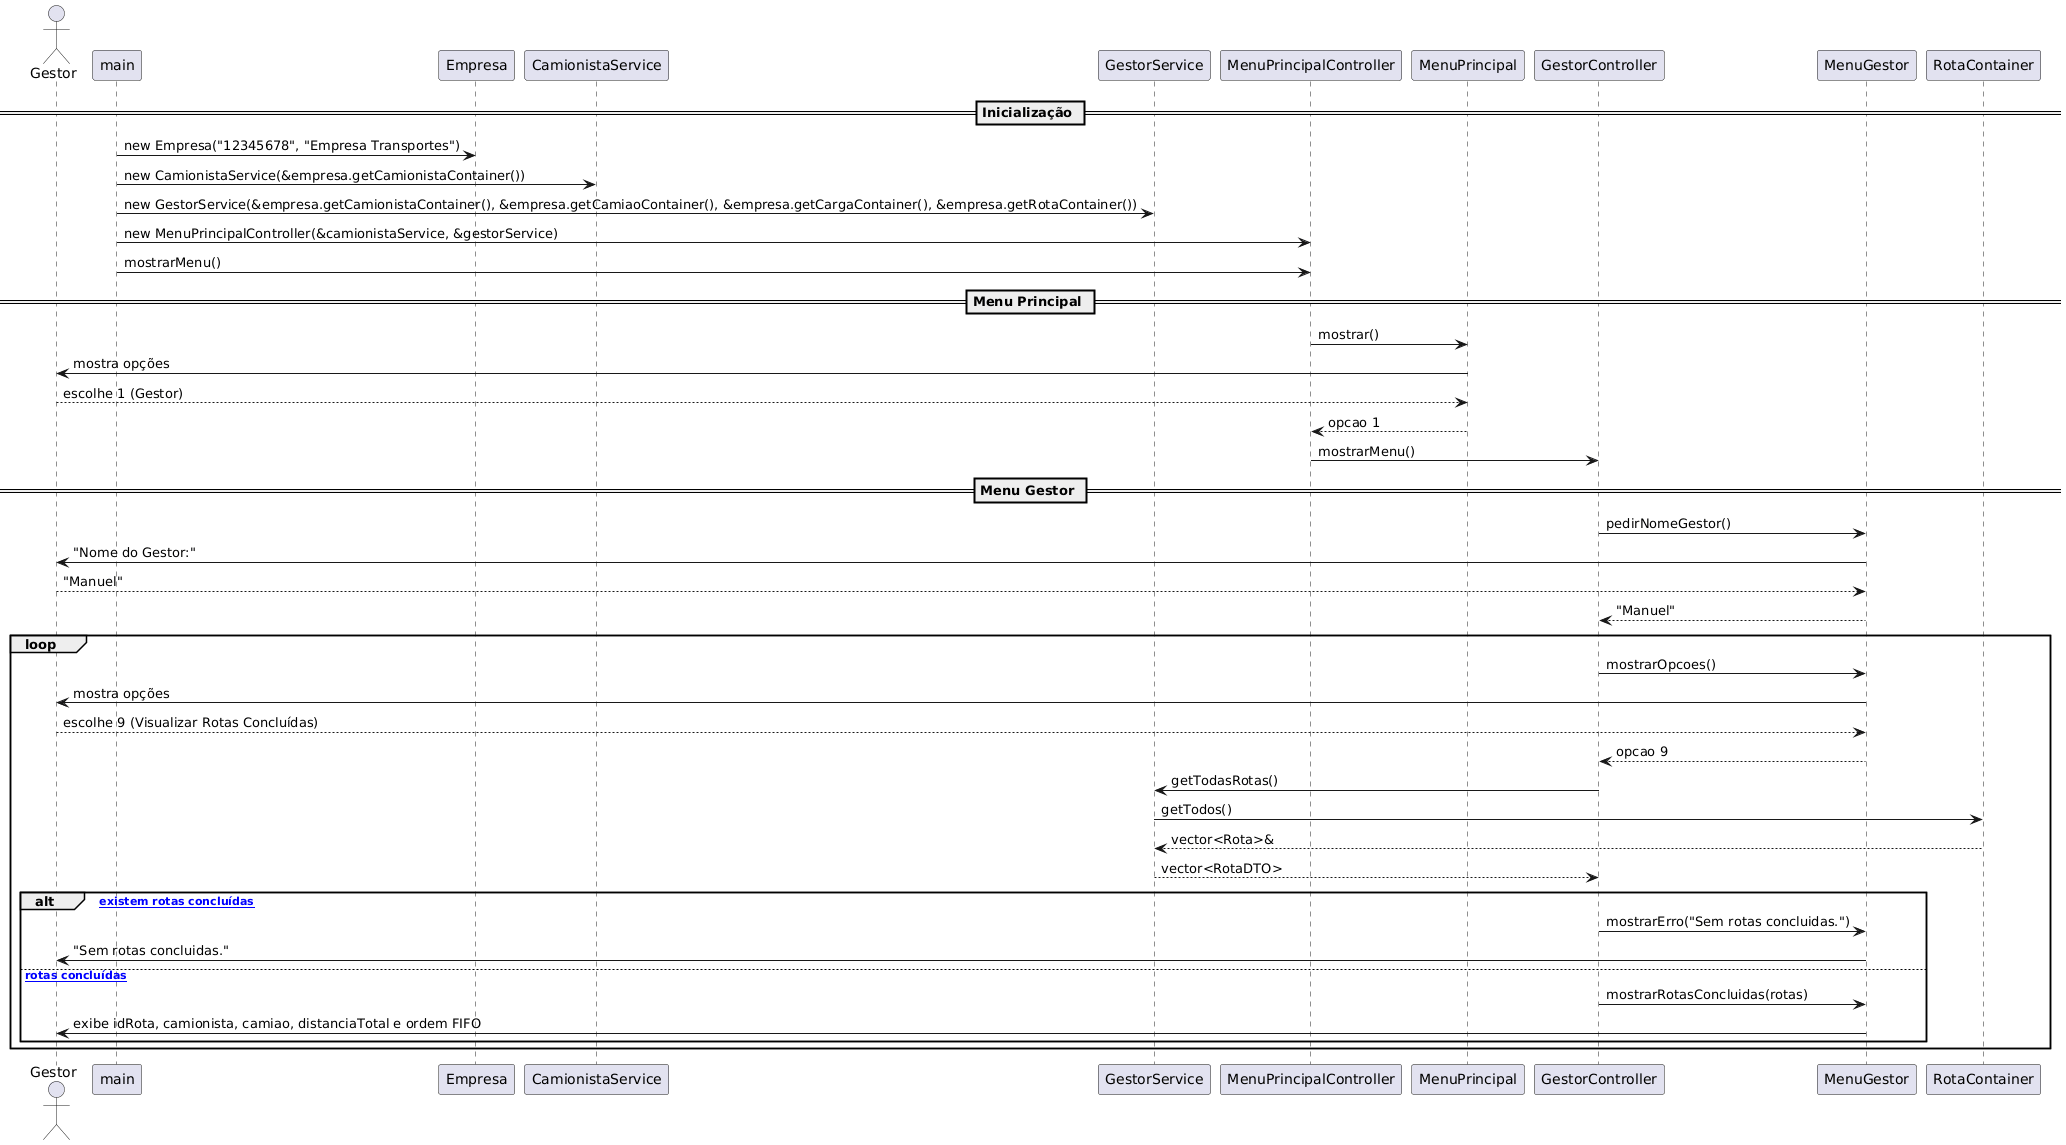 Gestor
main
Empresa
CamionistaService
GestorService
MenuPrincipalController
MenuPrincipal
GestorController
MenuGestor
RotaContainer
Inicialização
new Empresa("12345678", "Empresa Transportes")
new CamionistaService(&empresa.getCamionistaContainer())
new GestorService(&empresa.getCamionistaContainer(), &empresa.getCamiaoContainer(), &empresa.getCargaContainer(), &empresa.getRotaContainer())
new MenuPrincipalController(&camionistaService, &gestorService)
mostrarMenu()
Menu Principal
mostrar()
mostra opções
escolhe 1 (Gestor)
opcao 1
mostrarMenu()
Menu Gestor
pedirNomeGestor()
"Nome do Gestor:"
"Manuel"
"Manuel"
loop
mostrarOpcoes()
mostra opções
escolhe 9 (Visualizar Rotas Concluídas)
opcao 9
getTodasRotas()
getTodos()
vector<Rota>&
vector<RotaDTO>
alt existem rotas concluídas
mostrarErro("Sem rotas concluidas.")
"Sem rotas concluidas."
rotas concluídas
mostrarRotasConcluidas(rotas)
exibe idRota, camionista, camiao, distanciaTotal e ordem FIFO
Gestor
main
Empresa
CamionistaService
GestorService
MenuPrincipalController
MenuPrincipal
GestorController
MenuGestor
RotaContainer